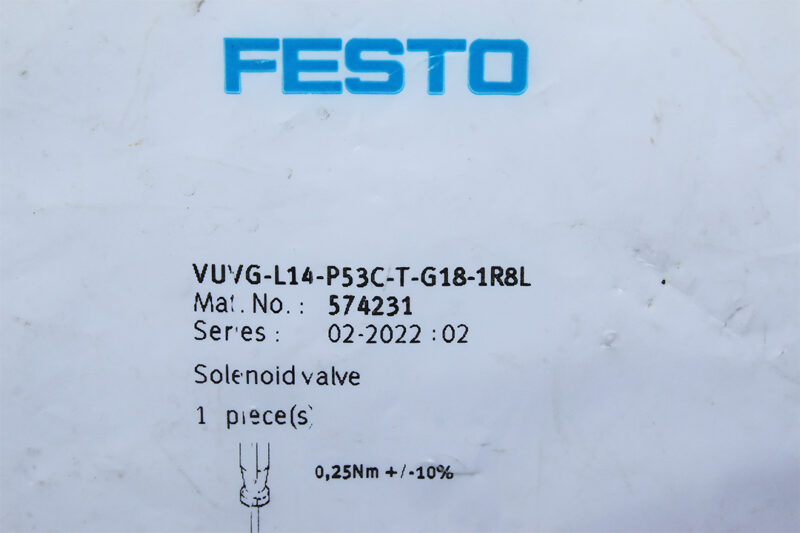 FESTO
VUVG-L14-P53C-T-G18-1R8L
Mat. No. : 574231
Series : 02-2022 : 02
Solenoid valve
1 piece(s)
0,25Nm +/-10%